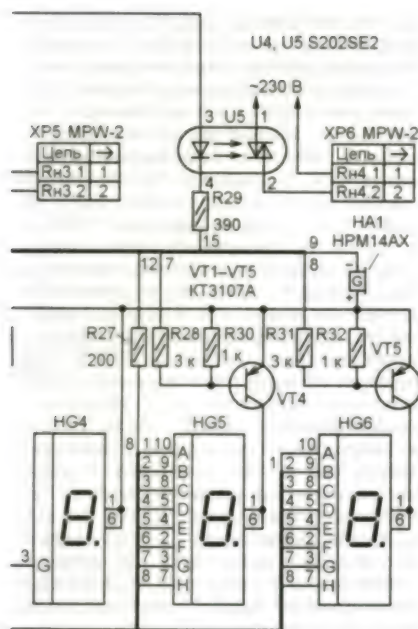 U4, U5 S202SE2
~230 В
3 U5 1
XP5 MPW-2
XP6 MPW-2
Цепь →
Rн3.1 1
Rн3.2 2
Цепь →
Rн4.1 1
Rн4.2 2
4 2
R29
390
15
HA1
HPM14AX
12 7
VT1–VT5
КТ3107А
9
8
–
G
+
R27
200
R28
3 к
R30
1 к
R31
3 к
R32
1 к
VT5
VT4
HG4
HG5
HG6
8
1
3 G
1
6
1 10 A
2 9 B
3 8 C
4 5 D
5 4 E
6 2 F
7 3 G
8 7 H
1
6
10 A
2 9 B
3 8 C
4 5 D
5 4 E
6 2 F
7 3 G
8 7 H
1
6
8.
8.
8.